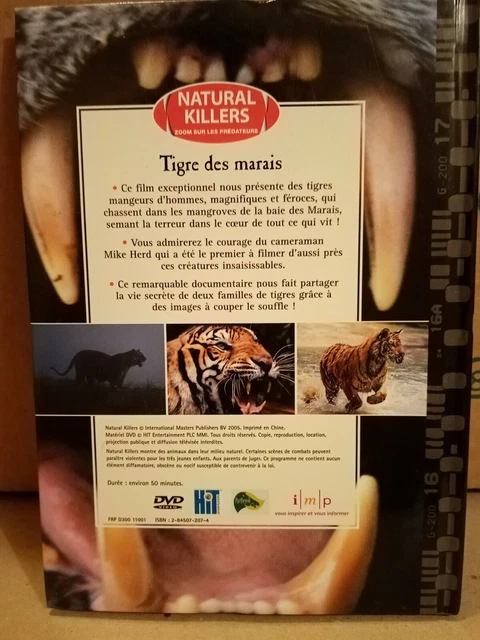 NATURAL
KILLERS
ZOOM SUR LES PRÉDATEURS
Tigre des marais
• Ce film exceptionnel nous présente des tigres
mangeurs d'hommes, magnifiques et féroces, qui
chassent dans les mangroves de la baie des Marais,
semant la terreur dans le cœur de tout ce qui vit !
• Vous admirerez le courage du cameraman
Mike Herd qui a été le premier à filmer d'aussi près
ces créatures insaisissables.
• Ce remarquable documentaire nous fait partager
la vie secrète de deux familles de tigres grâce à
des images à couper le souffle !
Natural Killers © International Masters Publishers BV 2005. Imprimé en Chine.
Matériel DVD © HIT Entertainment PLC MMI. Tous droits réservés. Copie, reproduction, location,
projection publique et diffusion télévisée interdites.
Natural Killers montre des animaux dans leur milieu naturel. Certaines scènes de combats peuvent
paraître violentes pour les très jeunes enfants. Aux parents de juger. Ce programme ne contient aucun
élément diffamatoire, obscène ou nocif susceptible de contrevenir à la loi.
Durée : environ 50 minutes.
DVD
VIDEO
HiT
i|m|p
vous inspirer et vous informer
FRP D300 11001 ISBN : 2-84507-207-4
G-200 17
16A
G-200 16